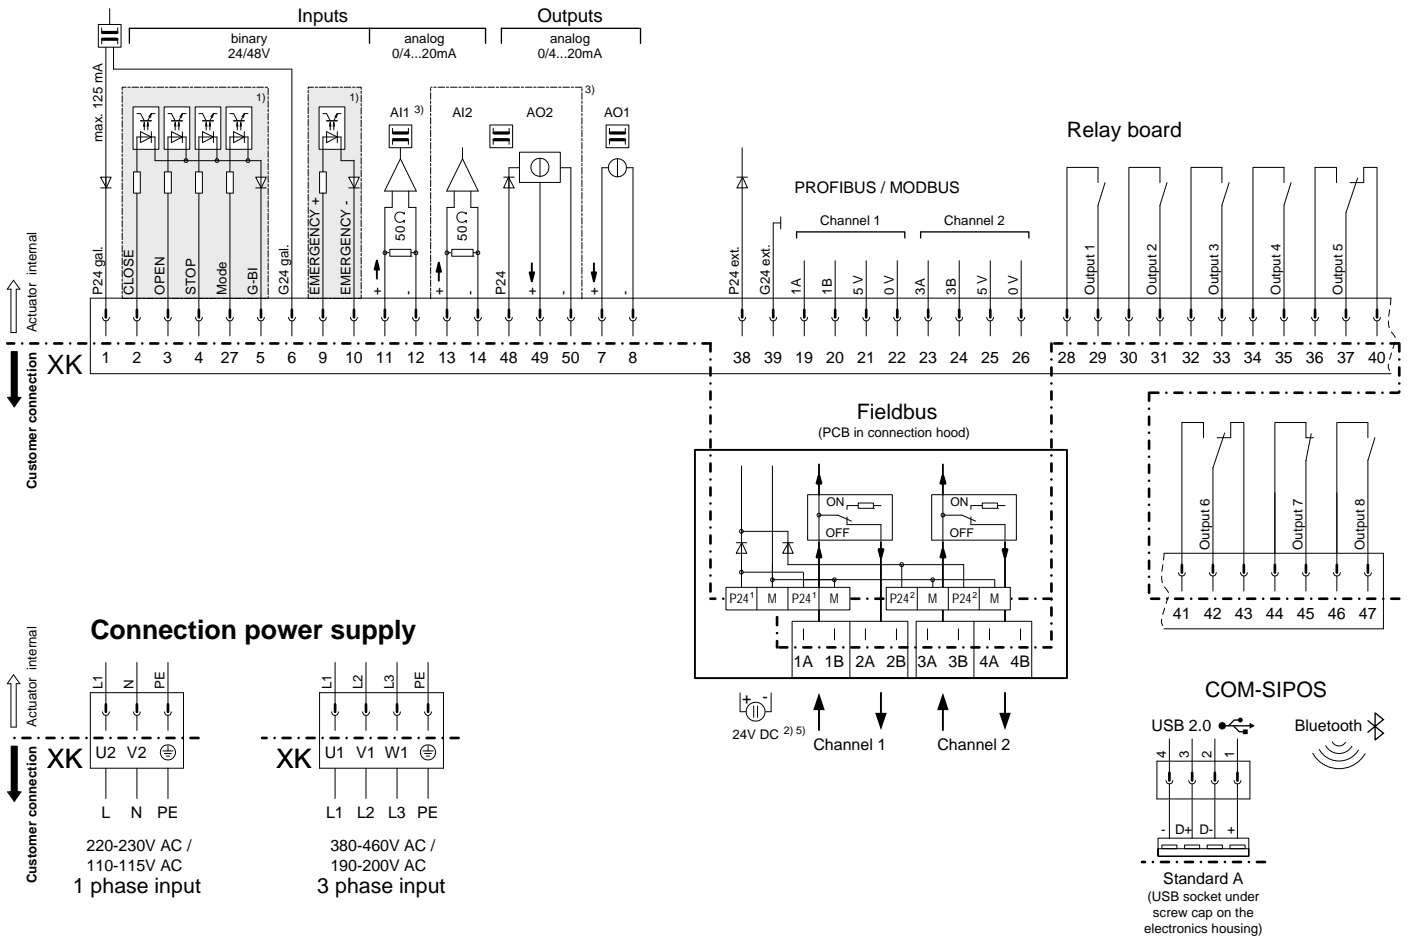 Inputs
Outputs
binary
24/48V
analog
0/4...20mA
analog
0/4...20mA
max. 125 mA
1)
1)
AI1 3)
AI2
AO2
3)
AO1
50Ω
50Ω
P24 gal.
CLOSE
OPEN
STOP
Mode
G-BI
G24 gal.
EMERGENCY +
EMERGENCY -
+
-
+
-
P24
+
-
+
-
P24 ext.
G24 ext.
PROFIBUS / MODBUS
Channel 1
Channel 2
1A
1B
5 V
0 V
3A
3B
5 V
0 V
Relay board
Output 1
Output 2
Output 3
Output 4
Output 5
Actuator internal
Customer connection
XK
1 2 3 4 27 5 6 9 10 11 12 13 14 48 49 50 7 8 38 39 19 20 21 22 23 24 25 26 28 29 30 31 32 33 34 35 36 37 40
Fieldbus
(PCB in connection hood)
ON
OFF
ON
OFF
P24¹ M P24¹ M P24² M P24² M
1A 1B 2A 2B 3A 3B 4A 4B
+ -
24V DC 2) 5)
Channel 1
Channel 2
Output 6
Output 7
Output 8
41 42 43 44 45 46 47
Connection power supply
Actuator internal
Customer connection
L1
N
PE
XK
U2 V2
L N PE
220-230V AC /
110-115V AC
1 phase input
L1
L2
L3
PE
XK
U1 V1 W1
L1 L2 L3 PE
380-460V AC /
190-200V AC
3 phase input
COM-SIPOS
USB 2.0
Bluetooth
4
3
2
1
- D+ D- +
Standard A
(USB socket under
screw cap on the
electronics housing)